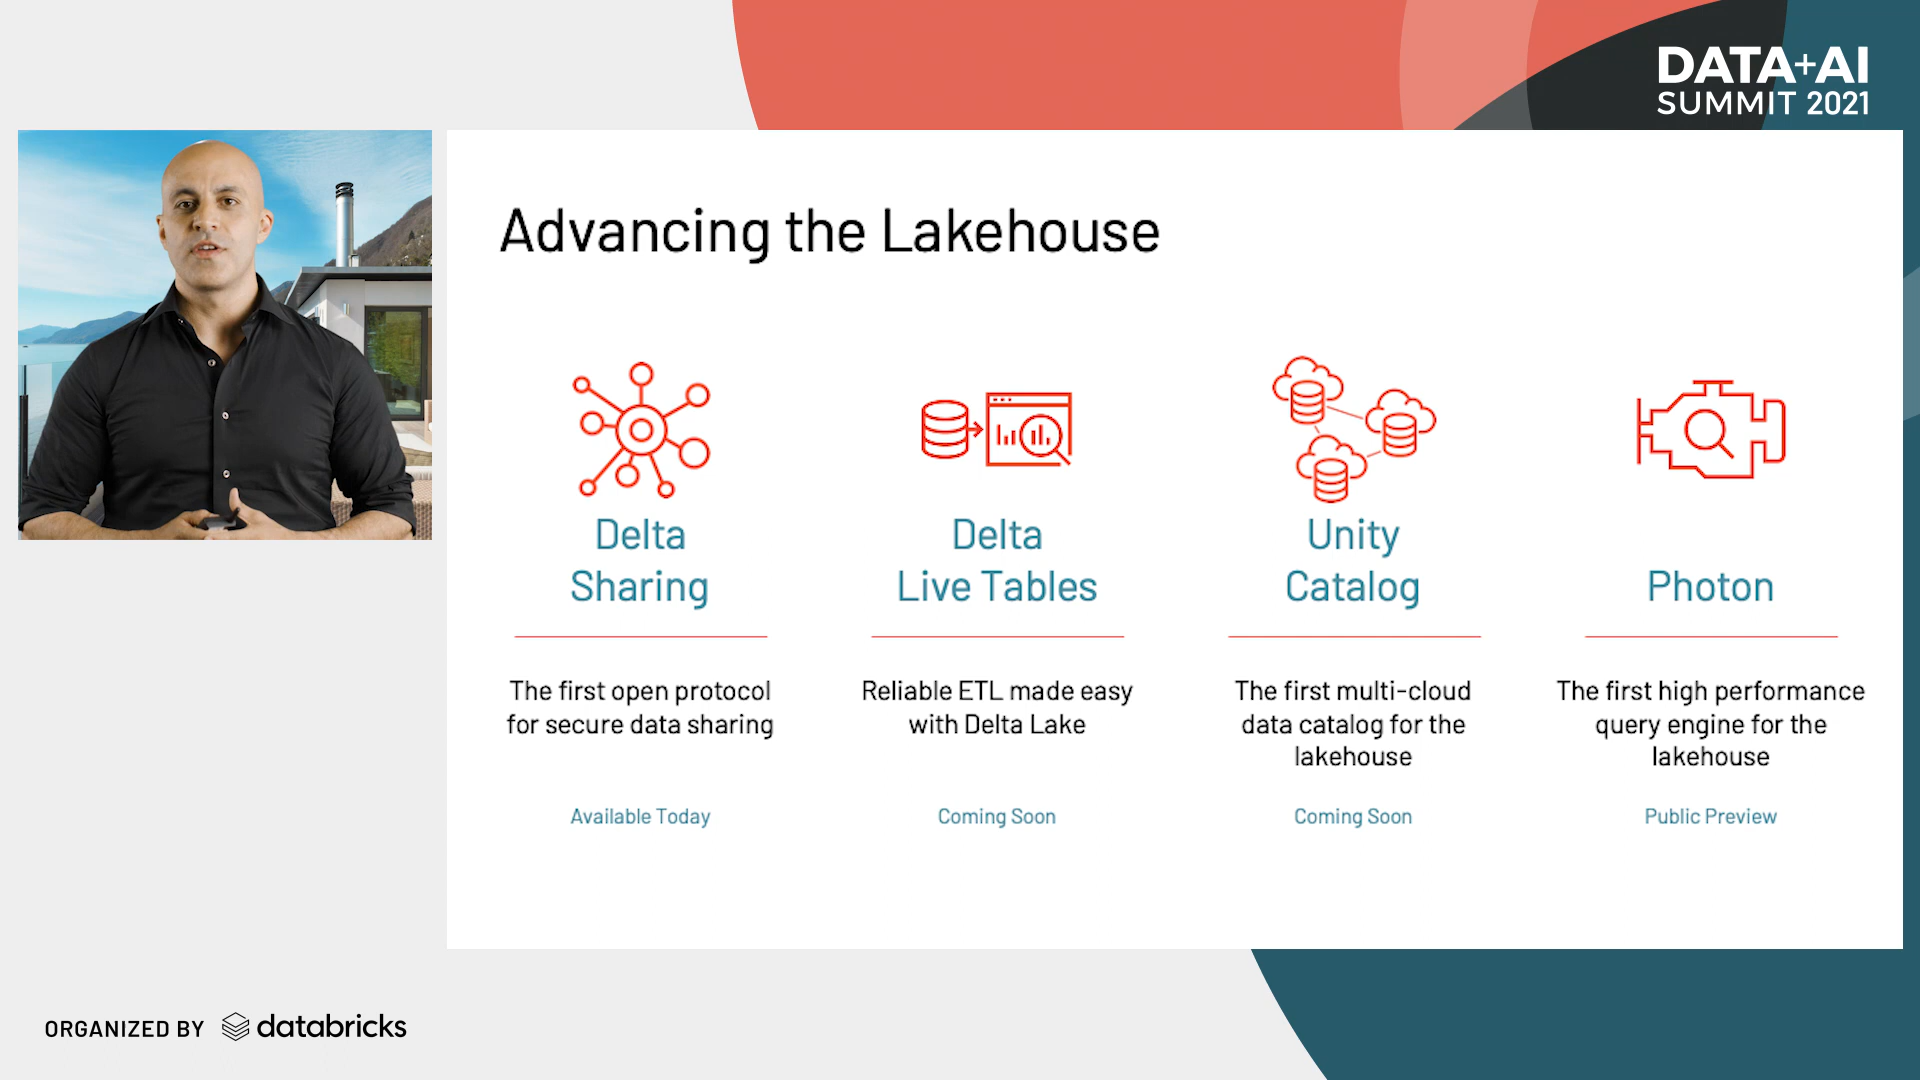 DATA+AI
SUMMIT 2021
Advancing the Lakehouse
Delta
Sharing
The first open protocol
for secure data sharing
Available Today
Delta
Live Tables
Reliable ETL made easy
with Delta Lake
Coming Soon
Unity
Catalog
The first multi-cloud
data catalog for the
lakehouse
Coming Soon
Photon
The first high performance
query engine for the
lakehouse
Public Preview
ORGANIZED BY databricks